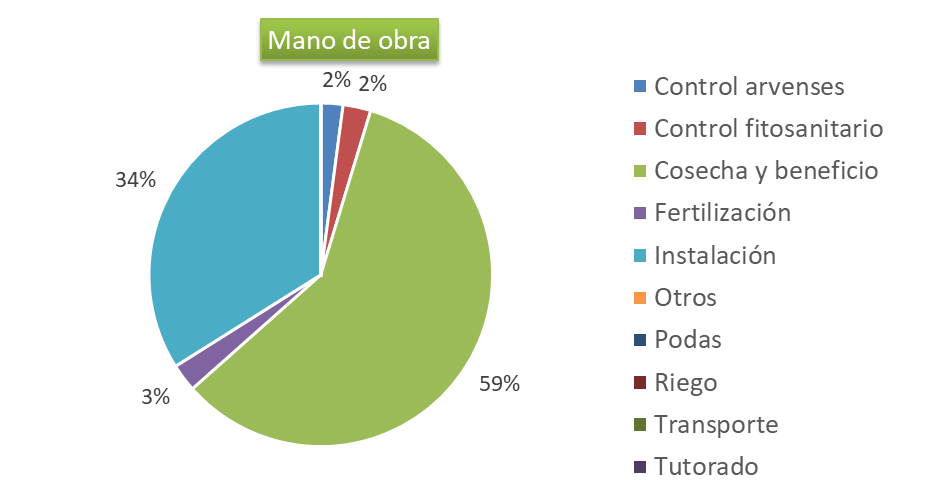 Mano de obra
2%
2%
34%
59%
3%
Control arvenses
Control fitosanitario
Cosecha y beneficio
Fertilización
Instalación
Otros
Podas
Riego
Transporte
Tutorado